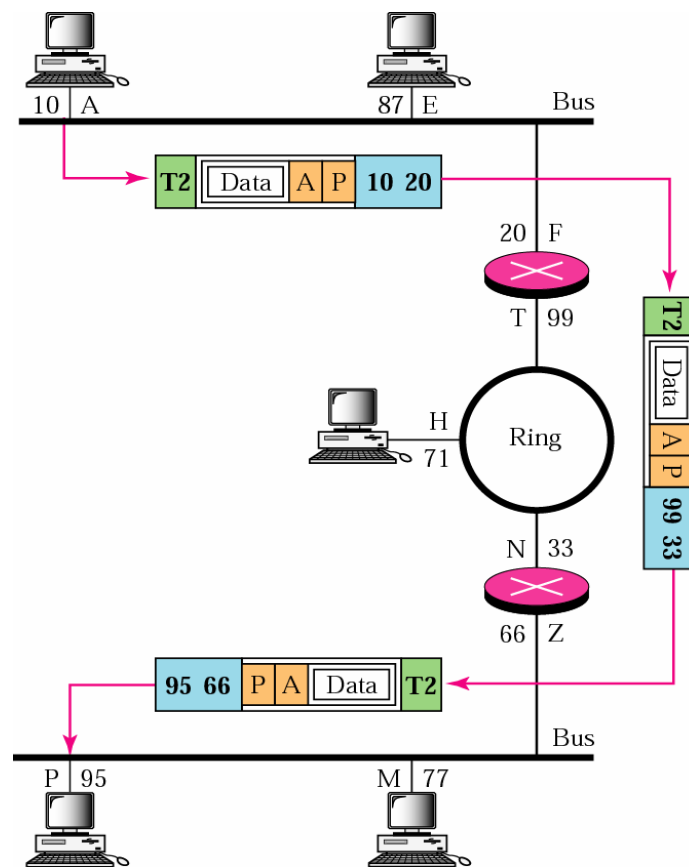 10 A
87 E
Bus
T2 Data A P 10 20
20 F
T 99
T2 Data A P 99 33
H
71
Ring
N 33
66 Z
95 66 P A Data T2
Bus
P 95
M 77